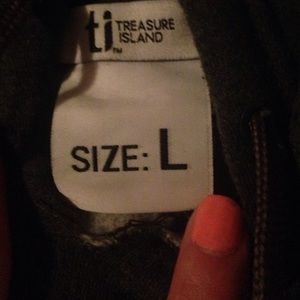 ti TREASURE
ISLAND
TM
SIZE: L